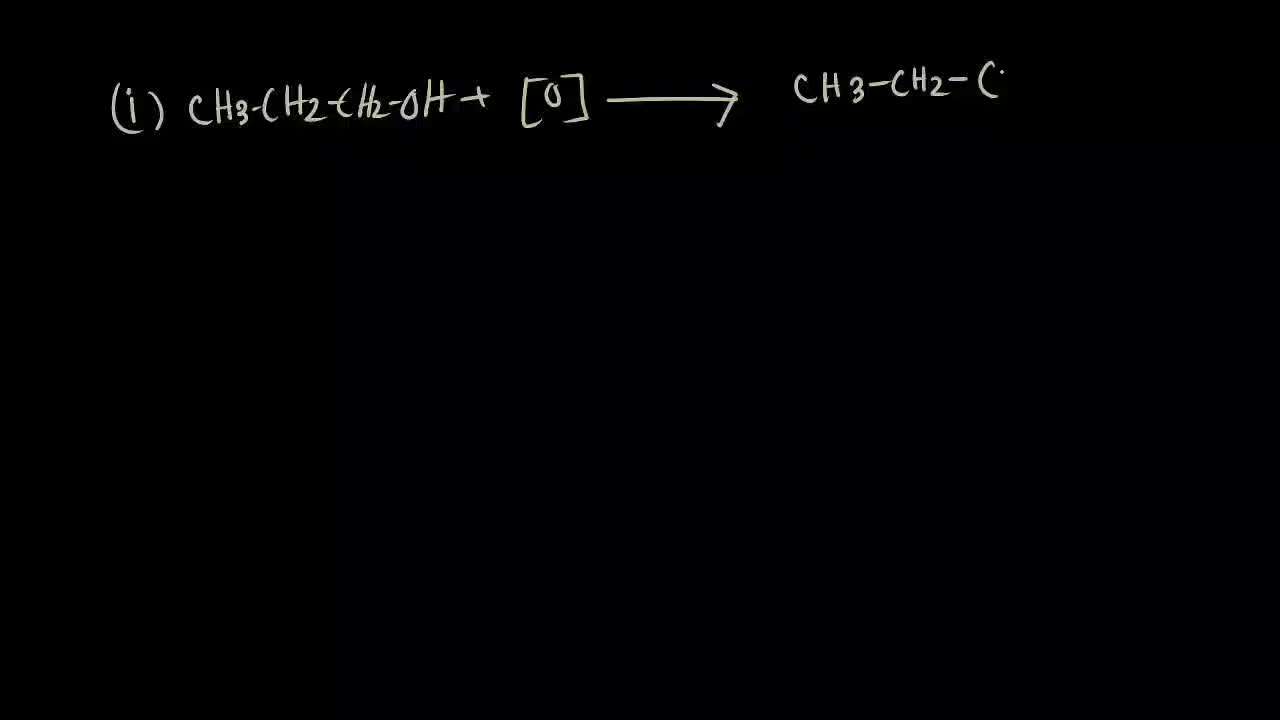 (i) CH3-CH2-CH2-OH + [O] ⟶ CH3-CH2-C